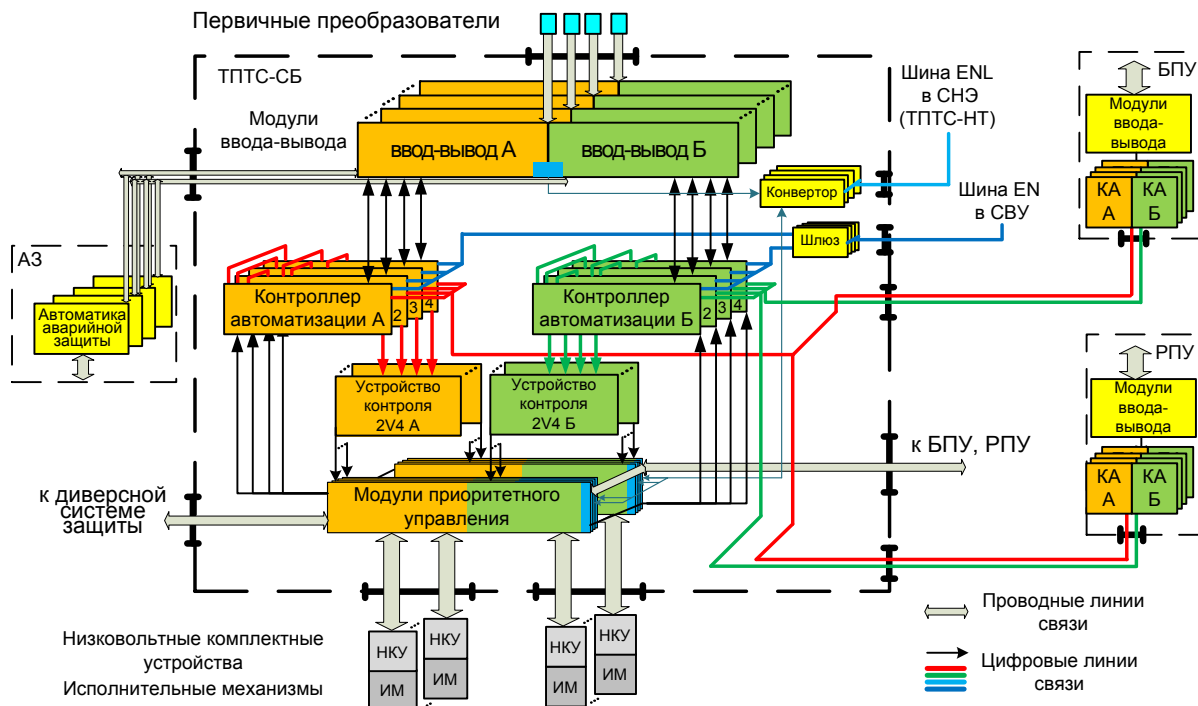 Первичные преобразователи
ТПТС-СБ
Модули
ввода-вывода
ввод-вывод А
ввод-вывод Б
Конвертор
Шлюз
Шина ENL
в СНЭ
(ТПТС-НТ)
Шина EN
в СВУ
БПУ
Модули
ввода-
вывода
КА
А
КА
Б
АЗ
Автоматика
аварийной
защиты
Контроллер
автоматизации А
2
3
4
Контроллер
автоматизации Б
2
3
4
Устройство
контроля
2V4 А
Устройство
контроля
2V4 Б
РПУ
Модули
ввода-
вывода
КА
А
КА
Б
к БПУ, РПУ
Модули приоритетного
управления
к диверсной
системе
защиты
Низковольтные комплектные
устройства
Исполнительные механизмы
НКУ
ИМ
НКУ
ИМ
НКУ
ИМ
НКУ
ИМ
Проводные линии
связи
Цифровые линии
связи